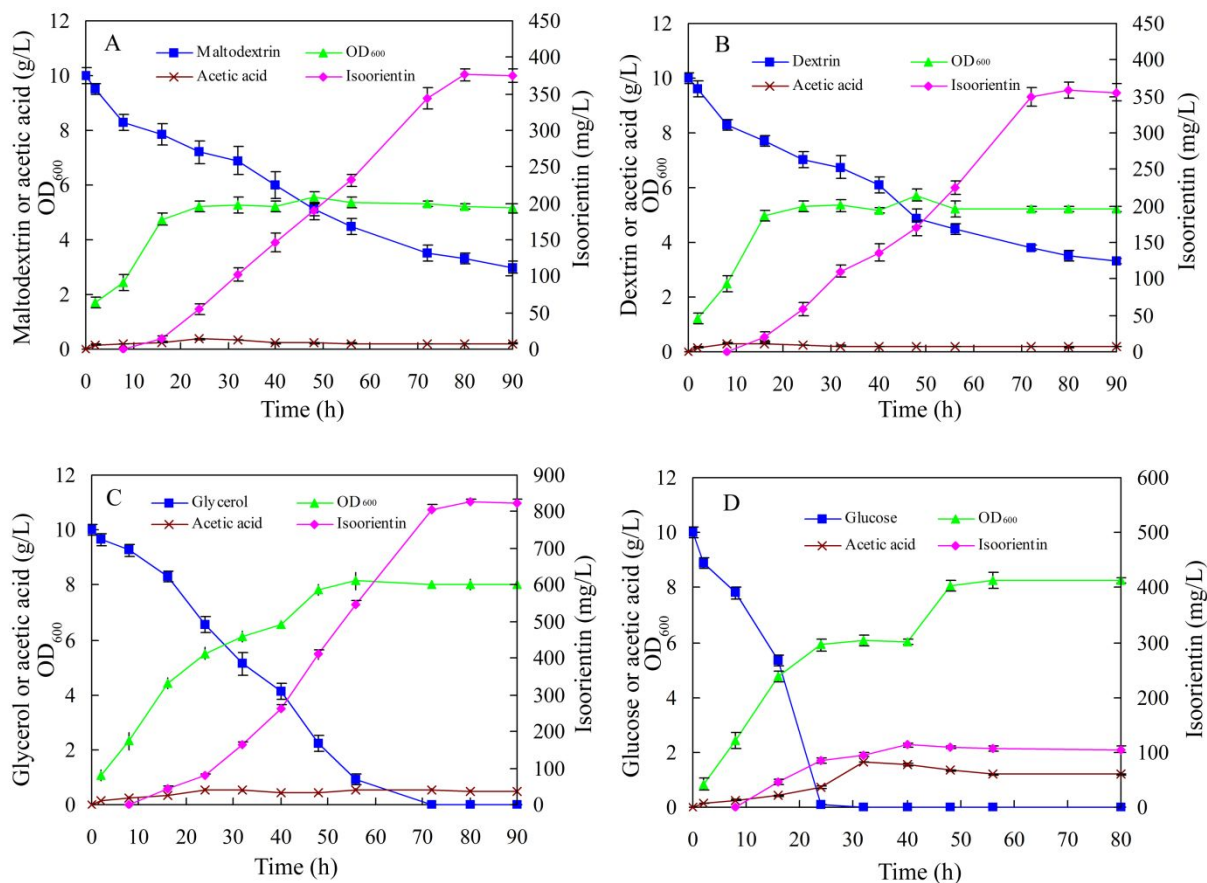 A
Maltodextrin
OD600
Acetic acid
Isoorientin
Maltodextrin or acetic acid (g/L)
OD600
0
2
4
6
8
10
12
0
50
100
150
200
250
300
350
400
450
Isoorientin (mg/L)
0 10 20 30 40 50 60 70 80 90
Time (h)
B
Dextrin
OD600
Acetic acid
Isoorientin
Dextrin or acetic acid (g/L)
OD600
0
2
4
6
8
10
12
0
50
100
150
200
250
300
350
400
450
Isoorientin (mg/L)
0 10 20 30 40 50 60 70 80 90
Time (h)
C
Glycerol
OD600
Acetic acid
Isoorientin
Glycerol or acetic acid (g/L)
OD600
0
2
4
6
8
10
12
0
100
200
300
400
500
600
700
800
900
Isoorientin (mg/L)
0 10 20 30 40 50 60 70 80 90
Time (h)
D
Glucose
OD600
Acetic acid
Isoorientin
Glucose or acetic acid (g/L)
OD600
0
2
4
6
8
10
12
0
100
200
300
400
500
600
Isoorientin (mg/L)
0 10 20 30 40 50 60 70 80
Time (h)